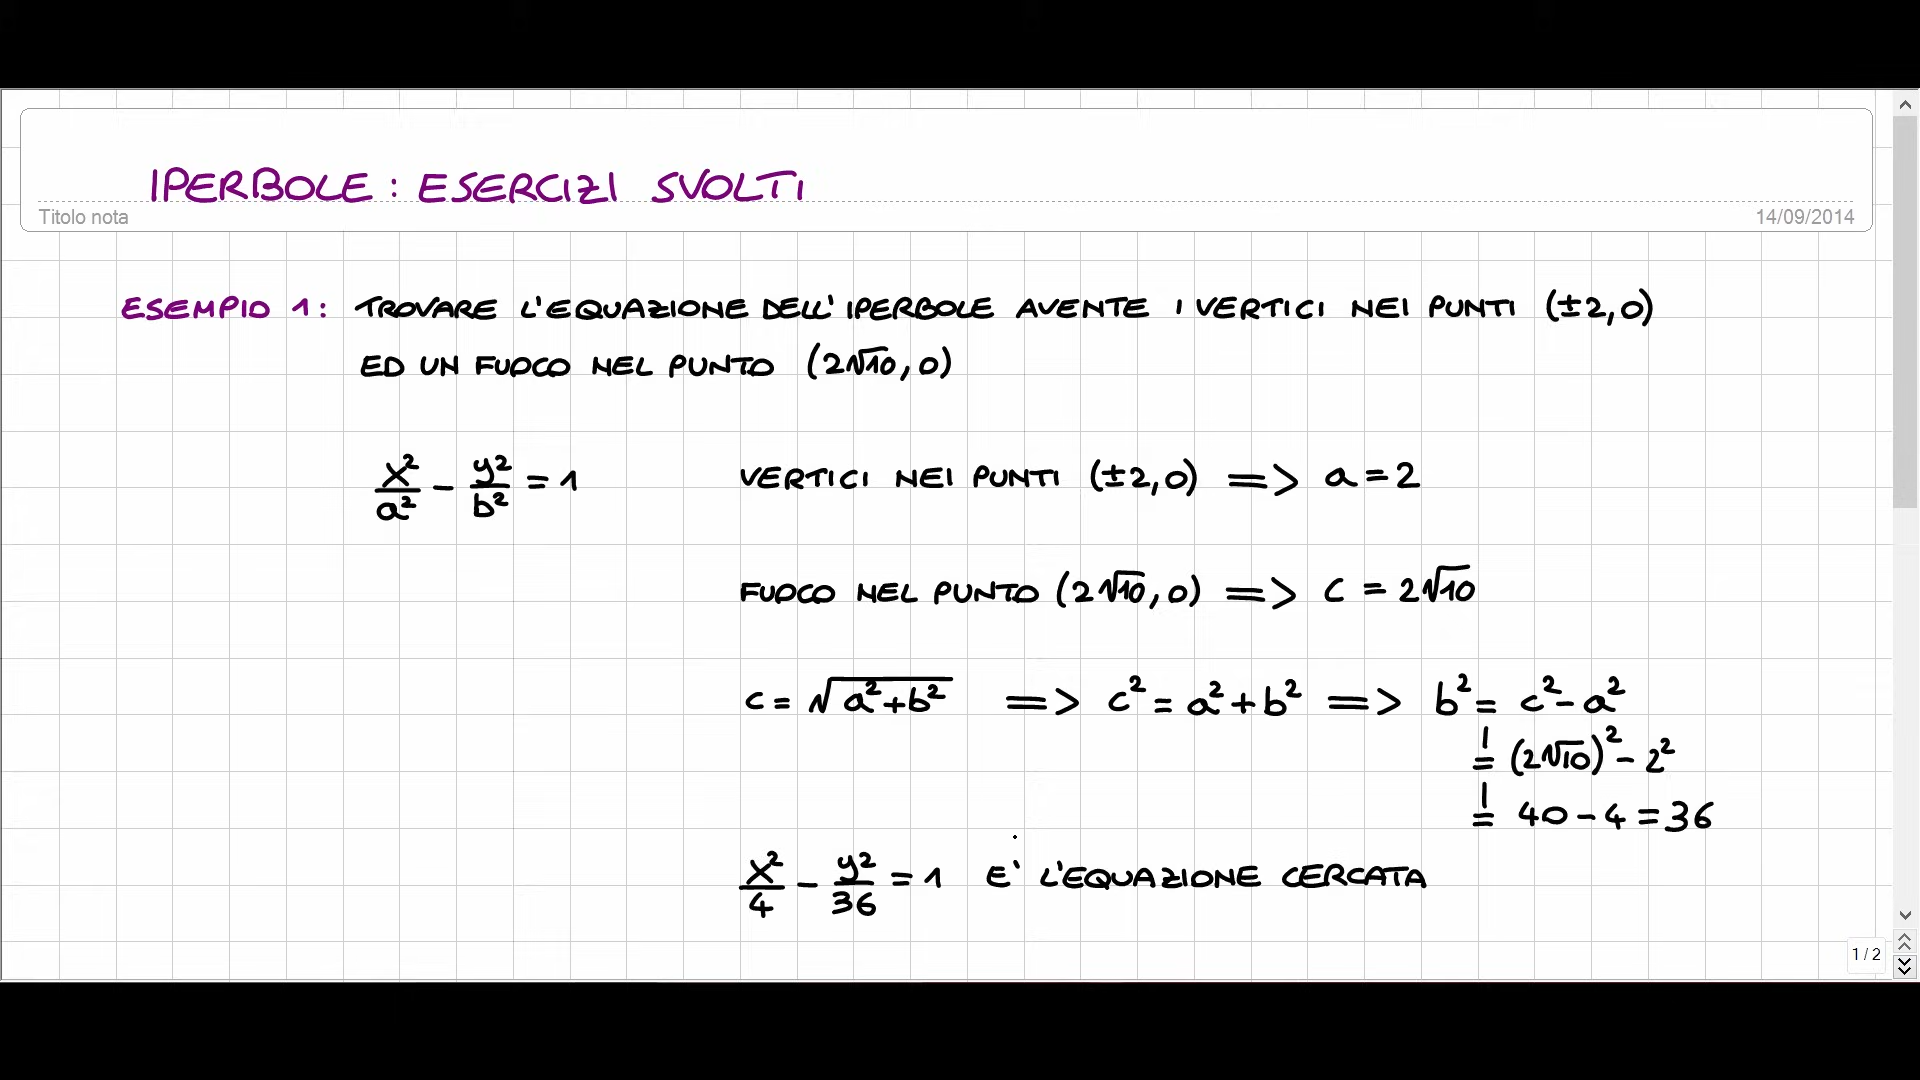 IPERBOLE: ESERCIZI SVOLTI
Titolo nota
14/09/2014
ESEMPIO 1: TROVARE L'EQUAZIONE DELL'IPERBOLE AVENTE I VERTICI NEI PUNTI (±2,0)
ED UN FUOCO NEL PUNTO (2√10, 0)
x²/a² - y²/b² = 1
VERTICI NEI PUNTI (±2,0) => a = 2
FUOCO NEL PUNTO (2√10, 0) => c = 2√10
c = √(a²+b²) => c² = a²+b² => b² = c²-a²
= (2√10)² - 2²
= 40 - 4 = 36
x²/4 - y²/36 = 1 E' L'EQUAZIONE CERCATA
1 / 2